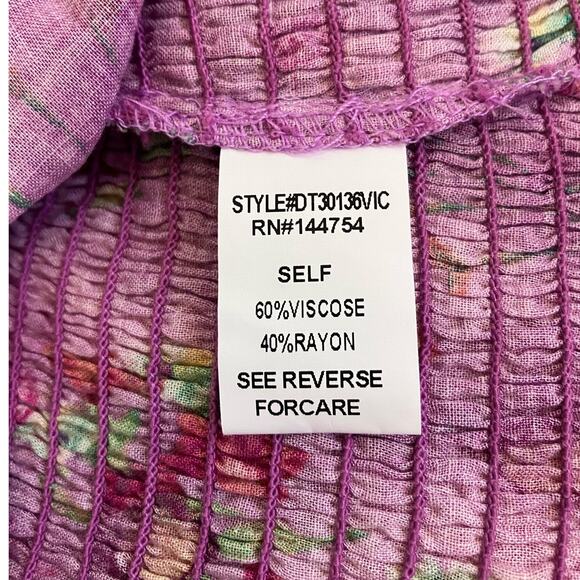 STYLE#DT30136VIC
RN#144754
SELF
60%VISCOSE
40%RAYON
SEE REVERSE
FORCARE